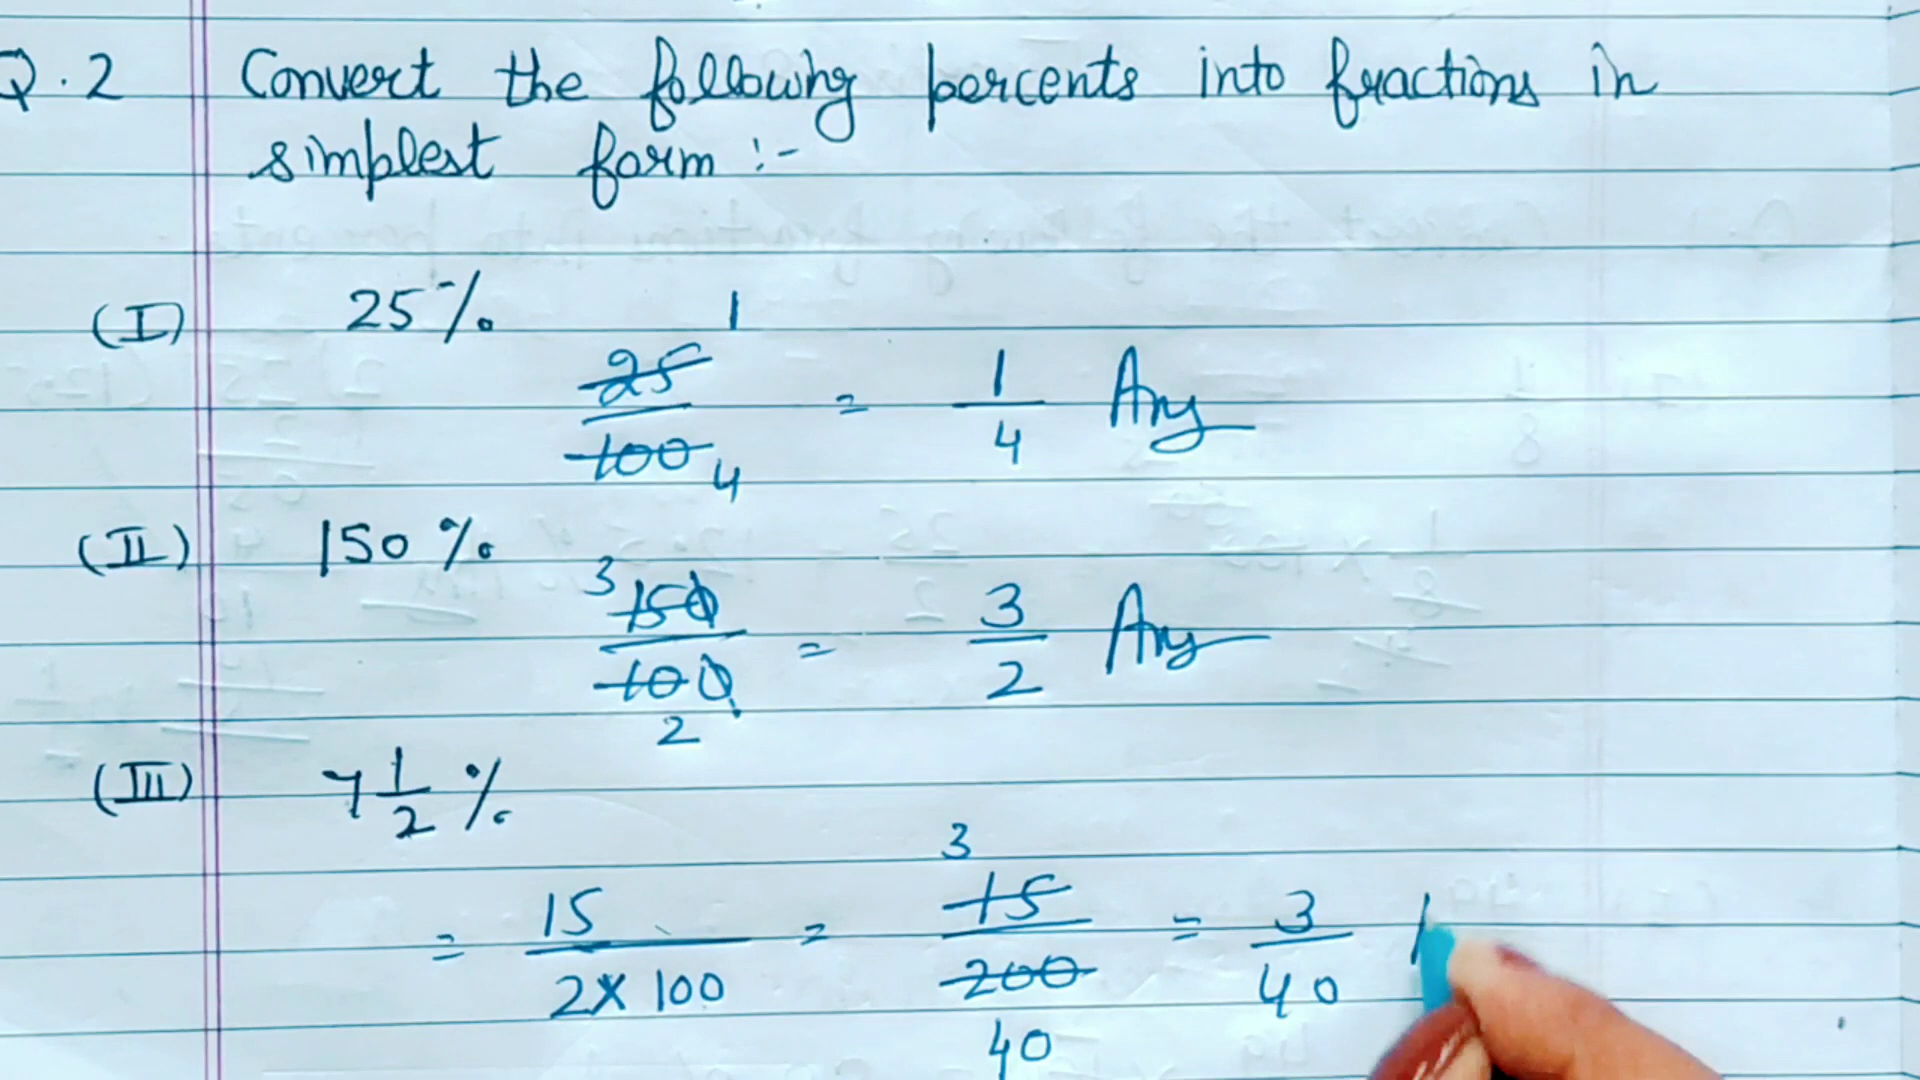 Q.2 Convert the following percents into fractions in
simplest form :-
(I) 25% 1
25/100 = 1/4 Ans
4
(II) 150%
3
150/100 = 3/2 Ans
2
(III) 7 1/2 %
3
= 15/2×100 = 15/200 = 3/40
40